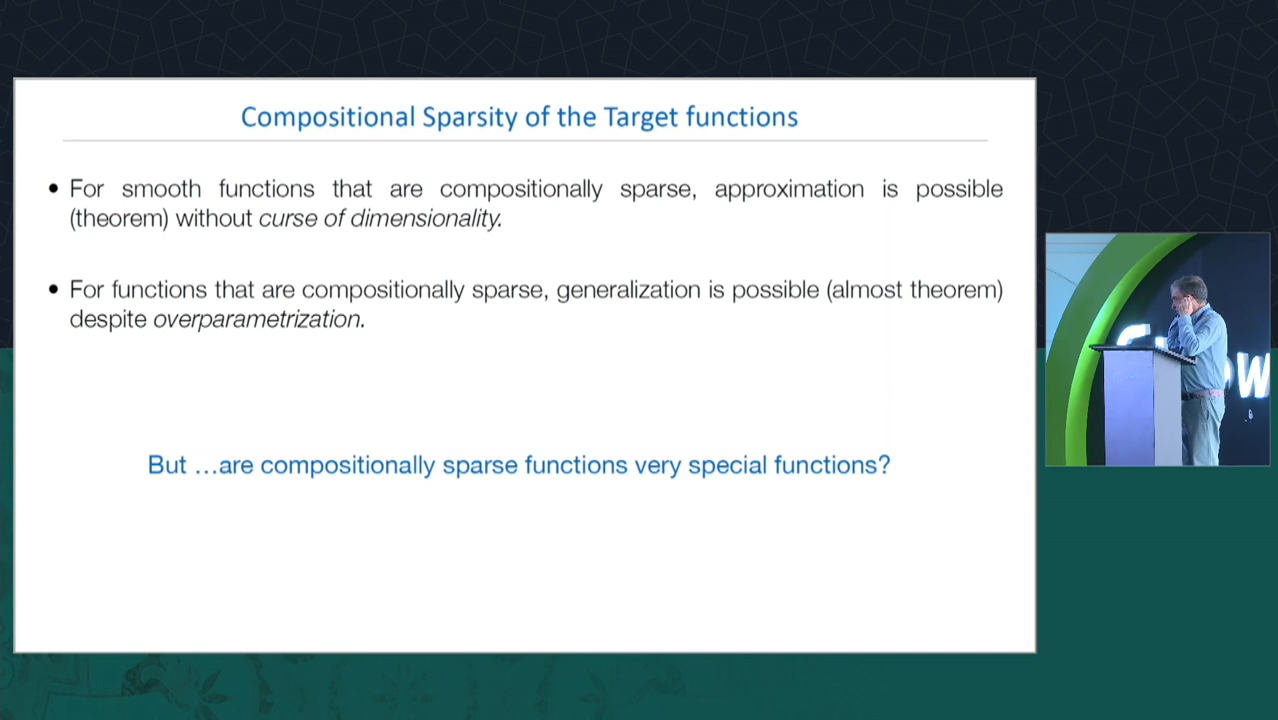 Compositional Sparsity of the Target functions
• For smooth functions that are compositionally sparse, approximation is possible
(theorem) without curse of dimensionality.
• For functions that are compositionally sparse, generalization is possible (almost theorem)
despite overparametrization.
But …are compositionally sparse functions very special functions?